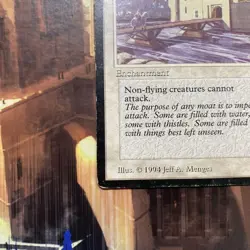 Enchantment
Non-flying creatures cannot
attack.
The purpose of any moat is to impe
attack. Some are filled with water,
some with thistles. Some are filled
with things best left unseen.
Illus. © 1994 Jeff A. Menges